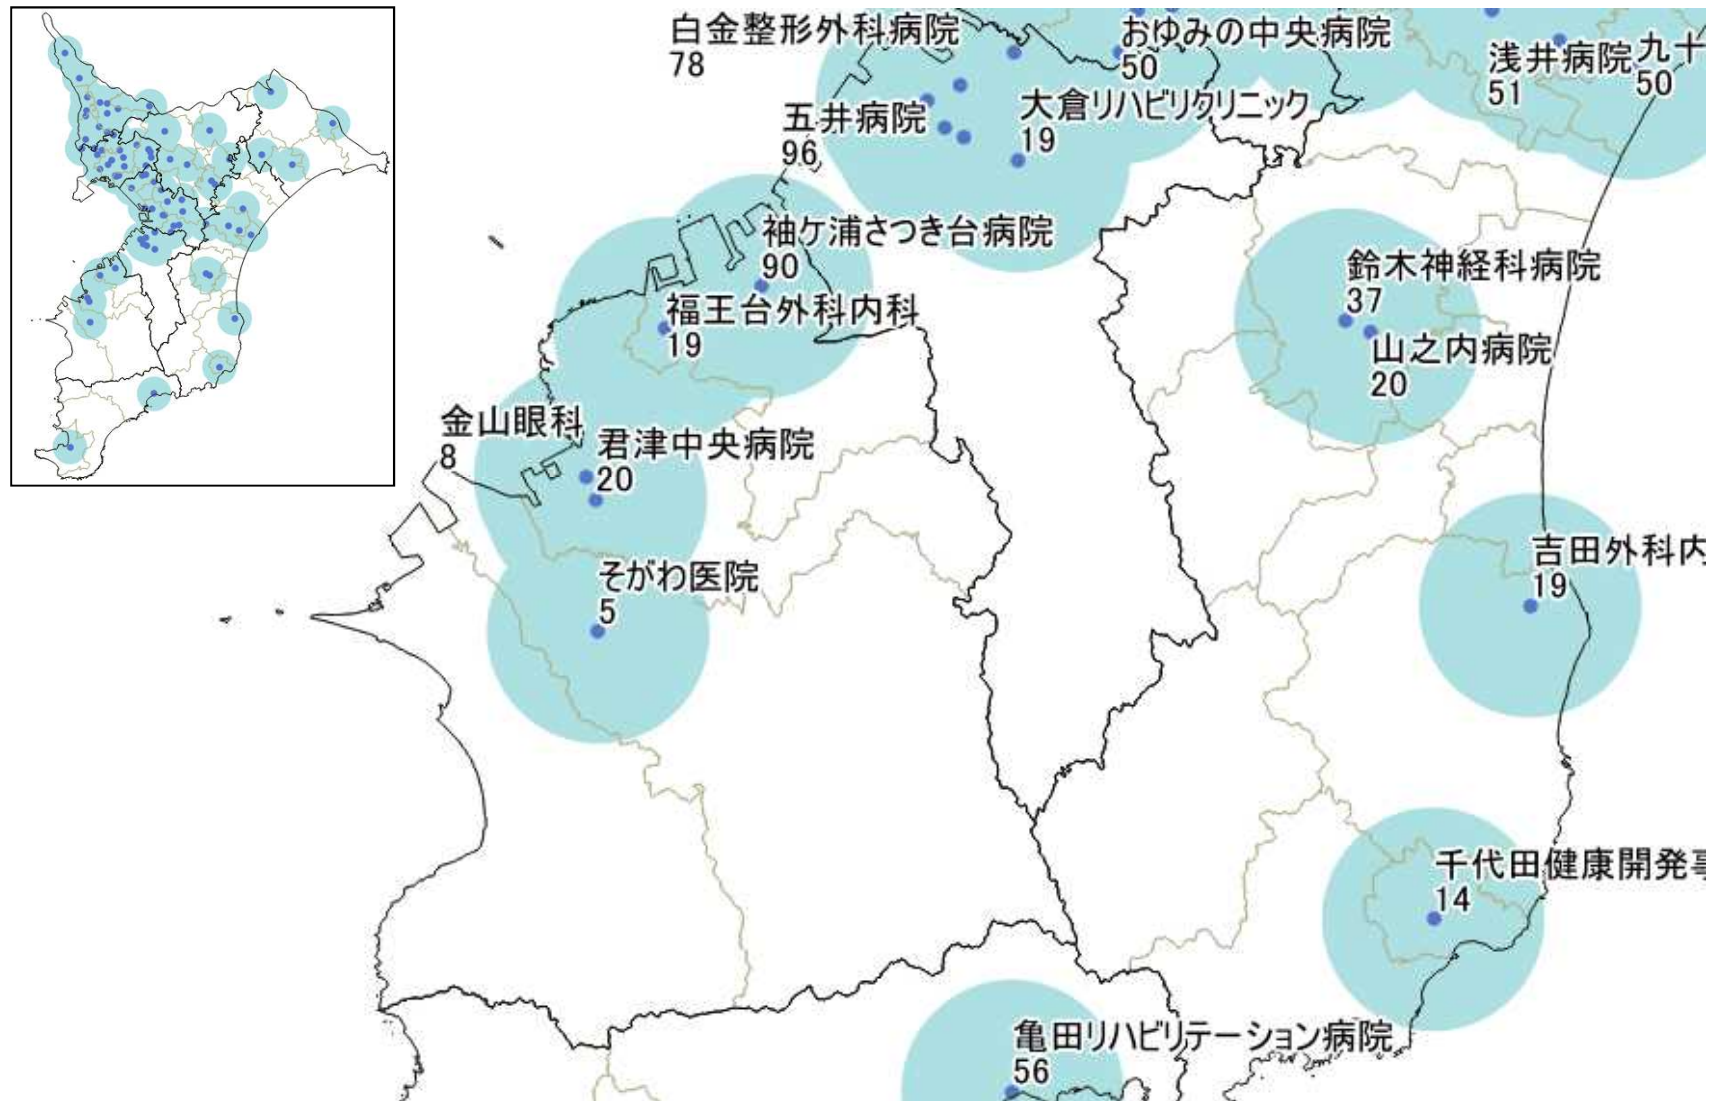 白金整形外科病院
78
おゆみの中央病院
50
浅井病院
51
九十
50
五井病院
96
大倉リハビリクリニック
19
袖ケ浦さつき台病院
90
鈴木神経科病院
37
福王台外科内科
19
山之内病院
20
金山眼科
8
君津中央病院
20
吉田外科内
19
そがわ医院
5
千代田健康開発事
14
亀田リハビリテーション病院
56